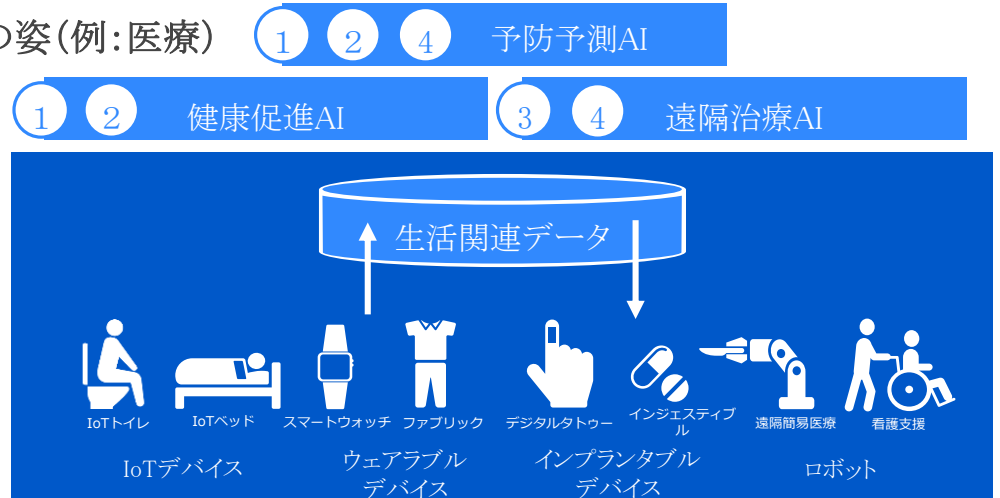 の姿(例:医療)
1 2 4 予防予測AI
1 2 健康促進AI
3 4 遠隔治療AI
生活関連データ
IoTトイレ
IoTベッド
スマートウォッチ
ファブリック
デジタルタトゥー
インジェスティブ
ル
遠隔簡易医療
看護支援
IoTデバイス
ウェアラブル
デバイス
インプランタブル
デバイス
ロボット